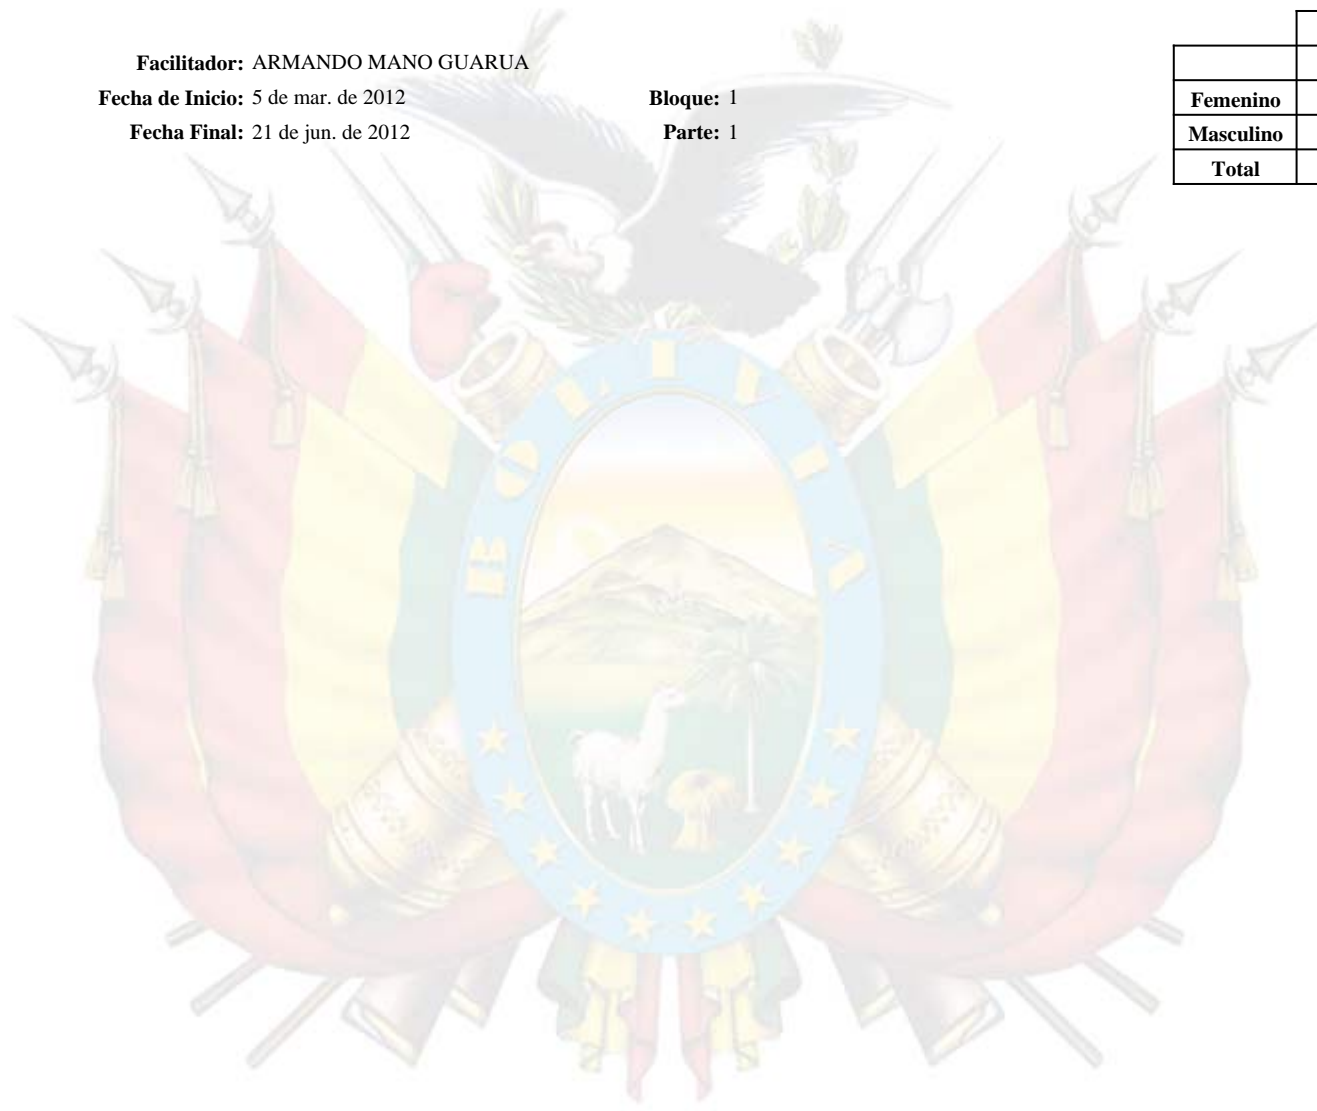 Facilitador: ARMANDO MANO GUARUA
Fecha de Inicio: 5 de mar. de 2012 Bloque: 1
Fecha Final: 21 de jun. de 2012 Parte: 1
Femenino
Masculino
Total
BOLIVIA